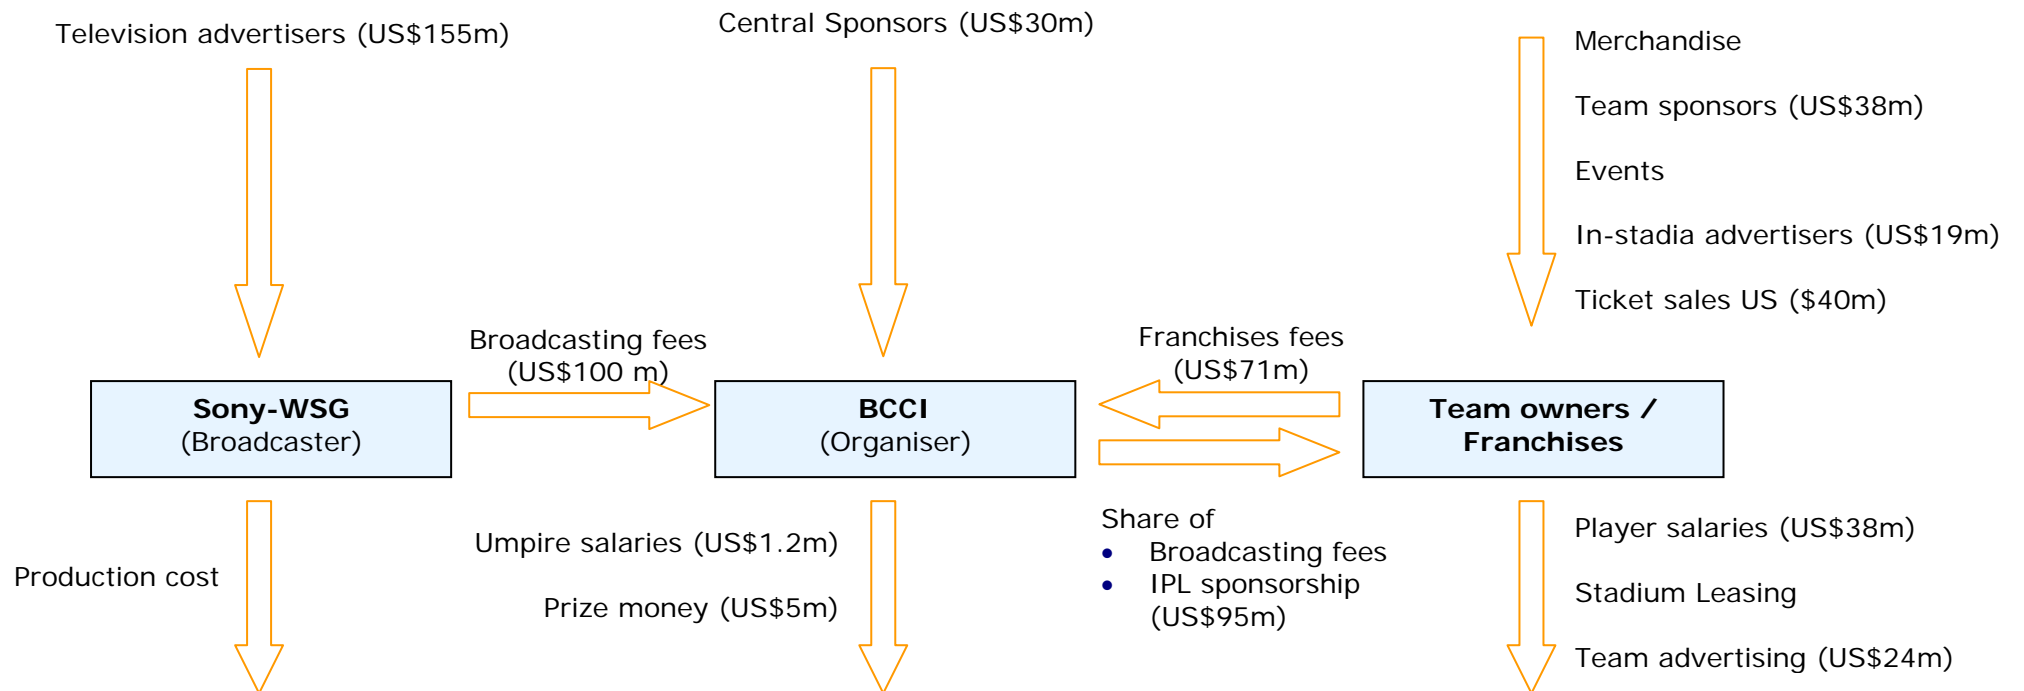 Television advertisers (US$155m)
Central Sponsors (US$30m)
Merchandise
Team sponsors (US$38m)
Events
In-stadia advertisers (US$19m)
Ticket sales US ($40m)
Broadcasting fees
(US$100 m)
Franchises fees
(US$71m)
Sony-WSG
(Broadcaster)
BCCI
(Organiser)
Team owners /
Franchises
Production cost
Umpire salaries (US$1.2m)
Prize money (US$5m)
Share of
• Broadcasting fees
• IPL sponsorship
(US$95m)
Player salaries (US$38m)
Stadium Leasing
Team advertising (US$24m)